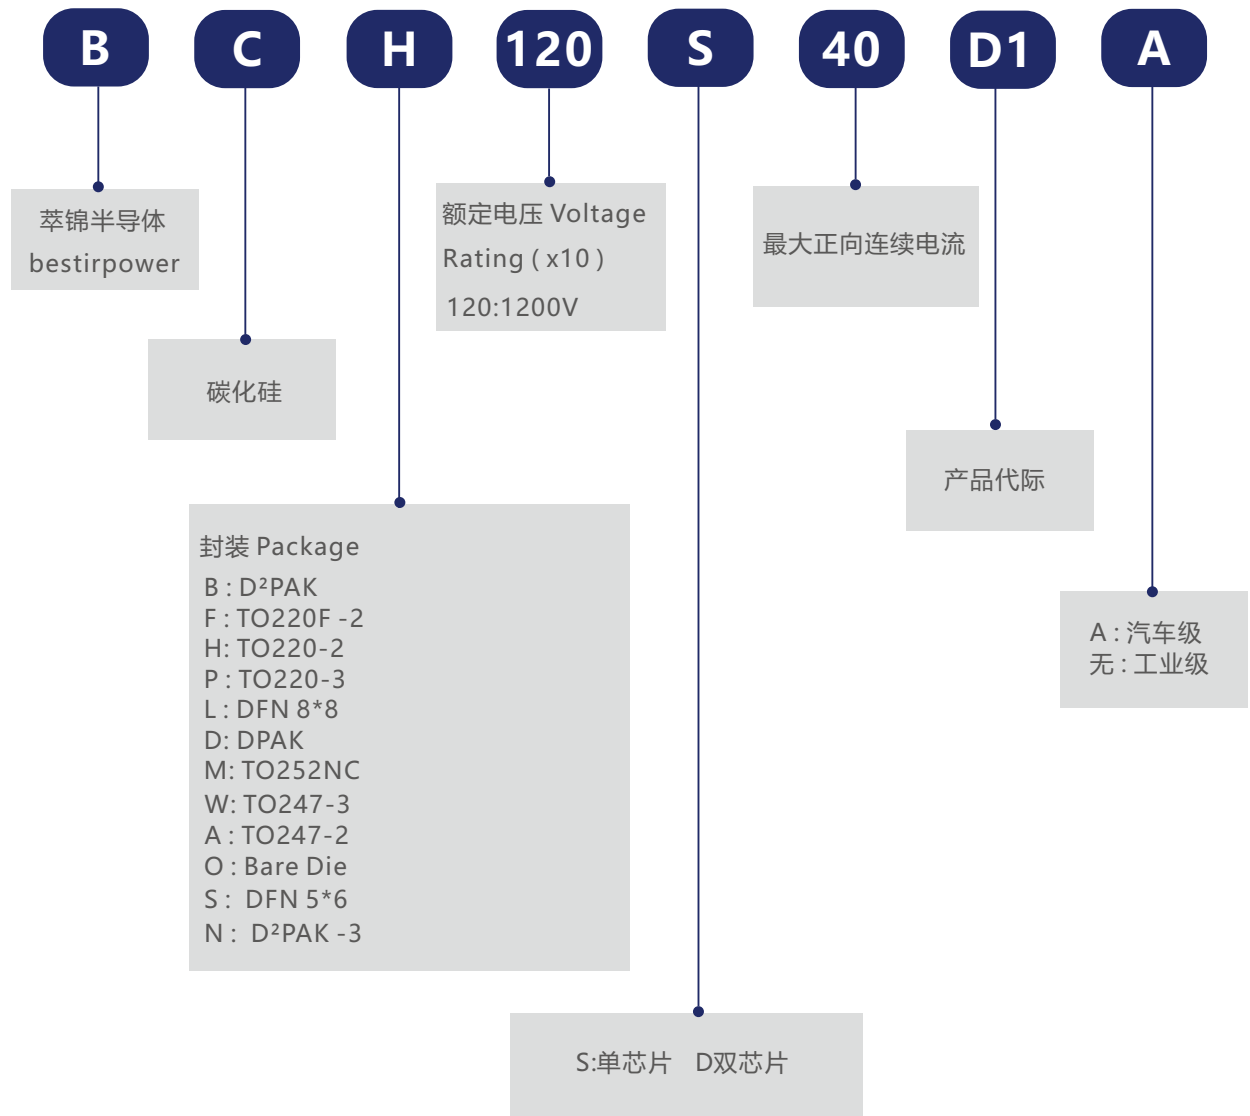 B C H 120 S 40 D1 A
萃锦半导体
bestirpower
碳化硅
封装 Package
B : D²PAK
F : TO220F -2
H: TO220-2
P : TO220-3
L : DFN 8*8
D: DPAK
M: TO252NC
W: TO247-3
A : TO247-2
O : Bare Die
S : DFN 5*6
N : D²PAK -3
额定电压 Voltage
Rating ( x10 )
120:1200V
S:单芯片 D双芯片
最大正向连续电流
产品代际
A : 汽车级
无 : 工业级